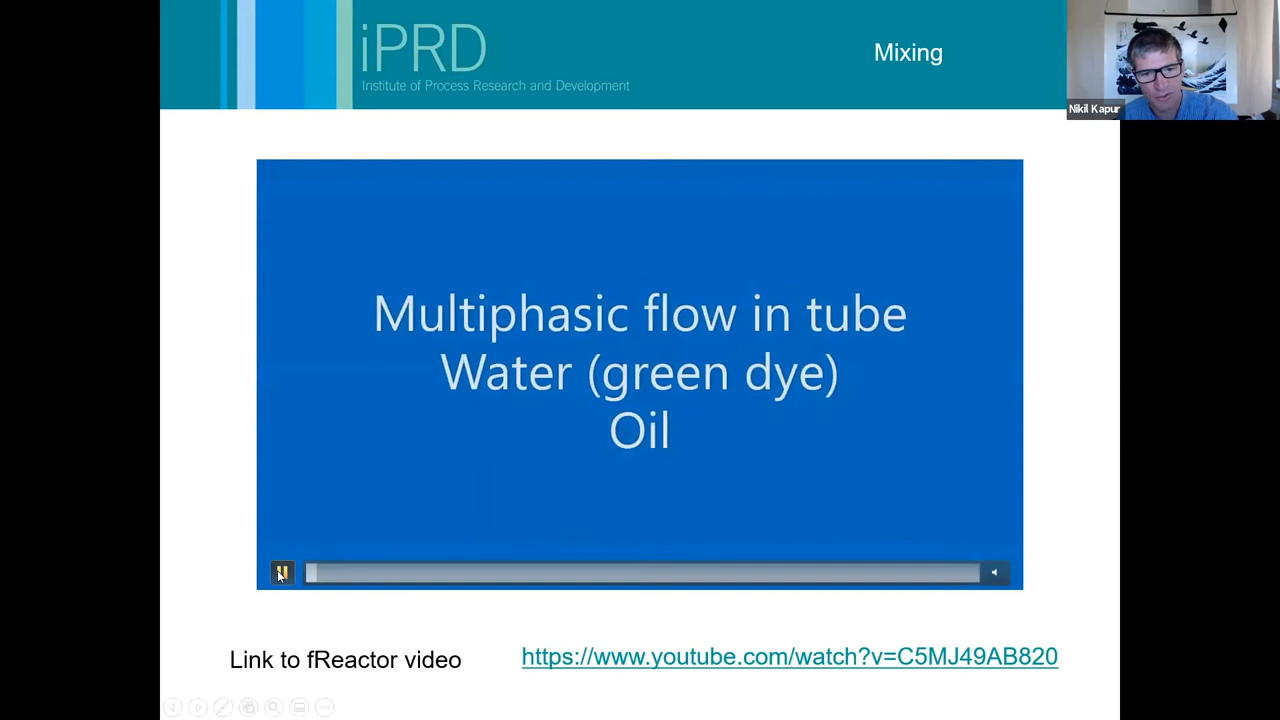 iPRD
Institute of Process Research and Development
Mixing
Nikil Kapur
Multiphasic flow in tube
Water (green dye)
Oil
Link to fReactor video
https://www.youtube.com/watch?v=C5MJ49AB820